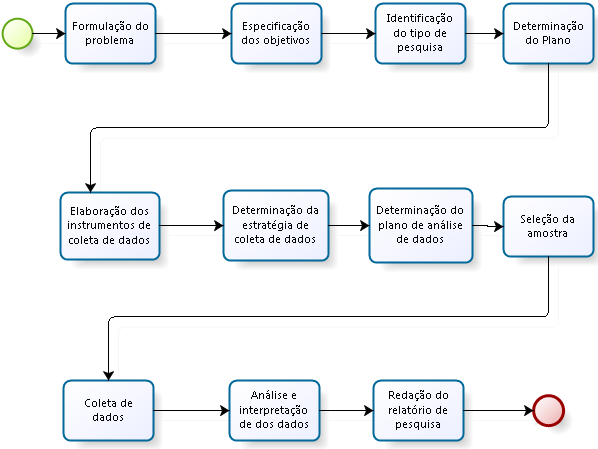 Formulação do
problema
Especificação
dos objetivos
Identificação
do tipo de
pesquisa
Determinação
do Plano
Elaboração dos
instrumentos de
coleta de dados
Determinação da
estratégia de
coleta de dados
Determinação do
plano de análise
de dados
Seleção da
amostra
Coleta de
dados
Análise e
interpretação
de dos dados
Redação do
relatório de
pesquisa